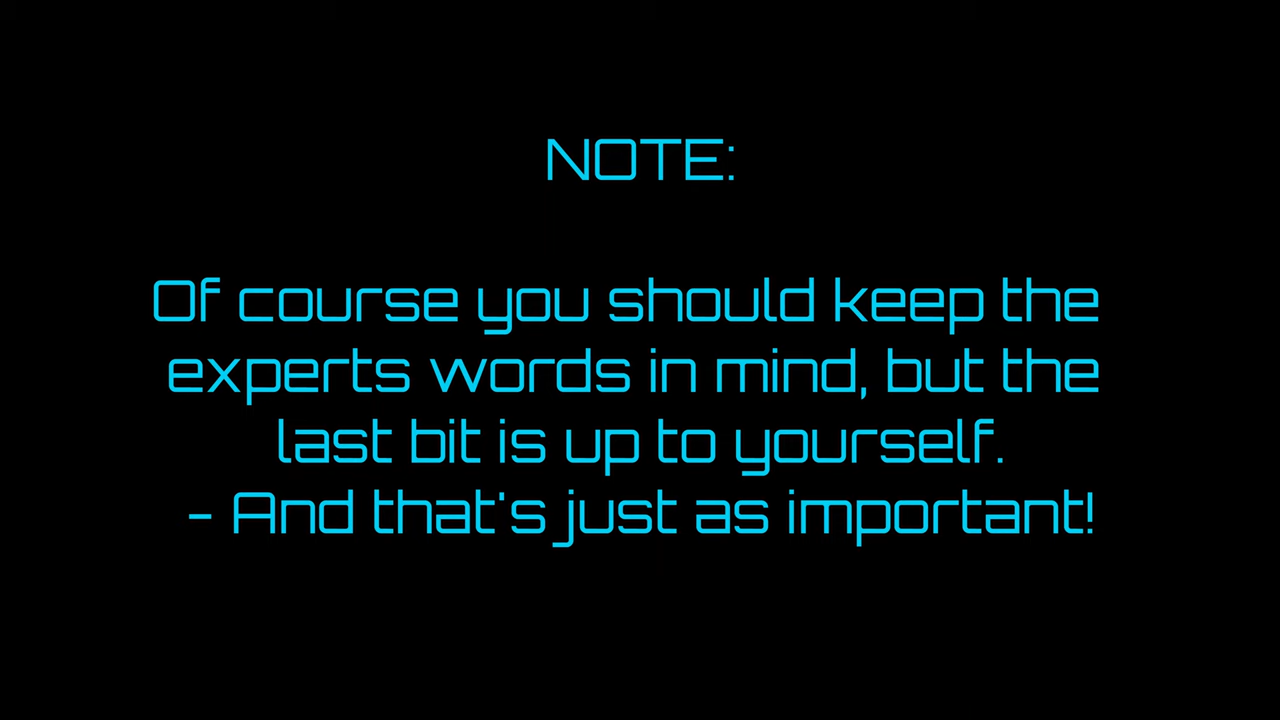 NOTE:
Of course you should keep the
experts words in mind, but the
last bit is up to yourself.
- And that's just as important!